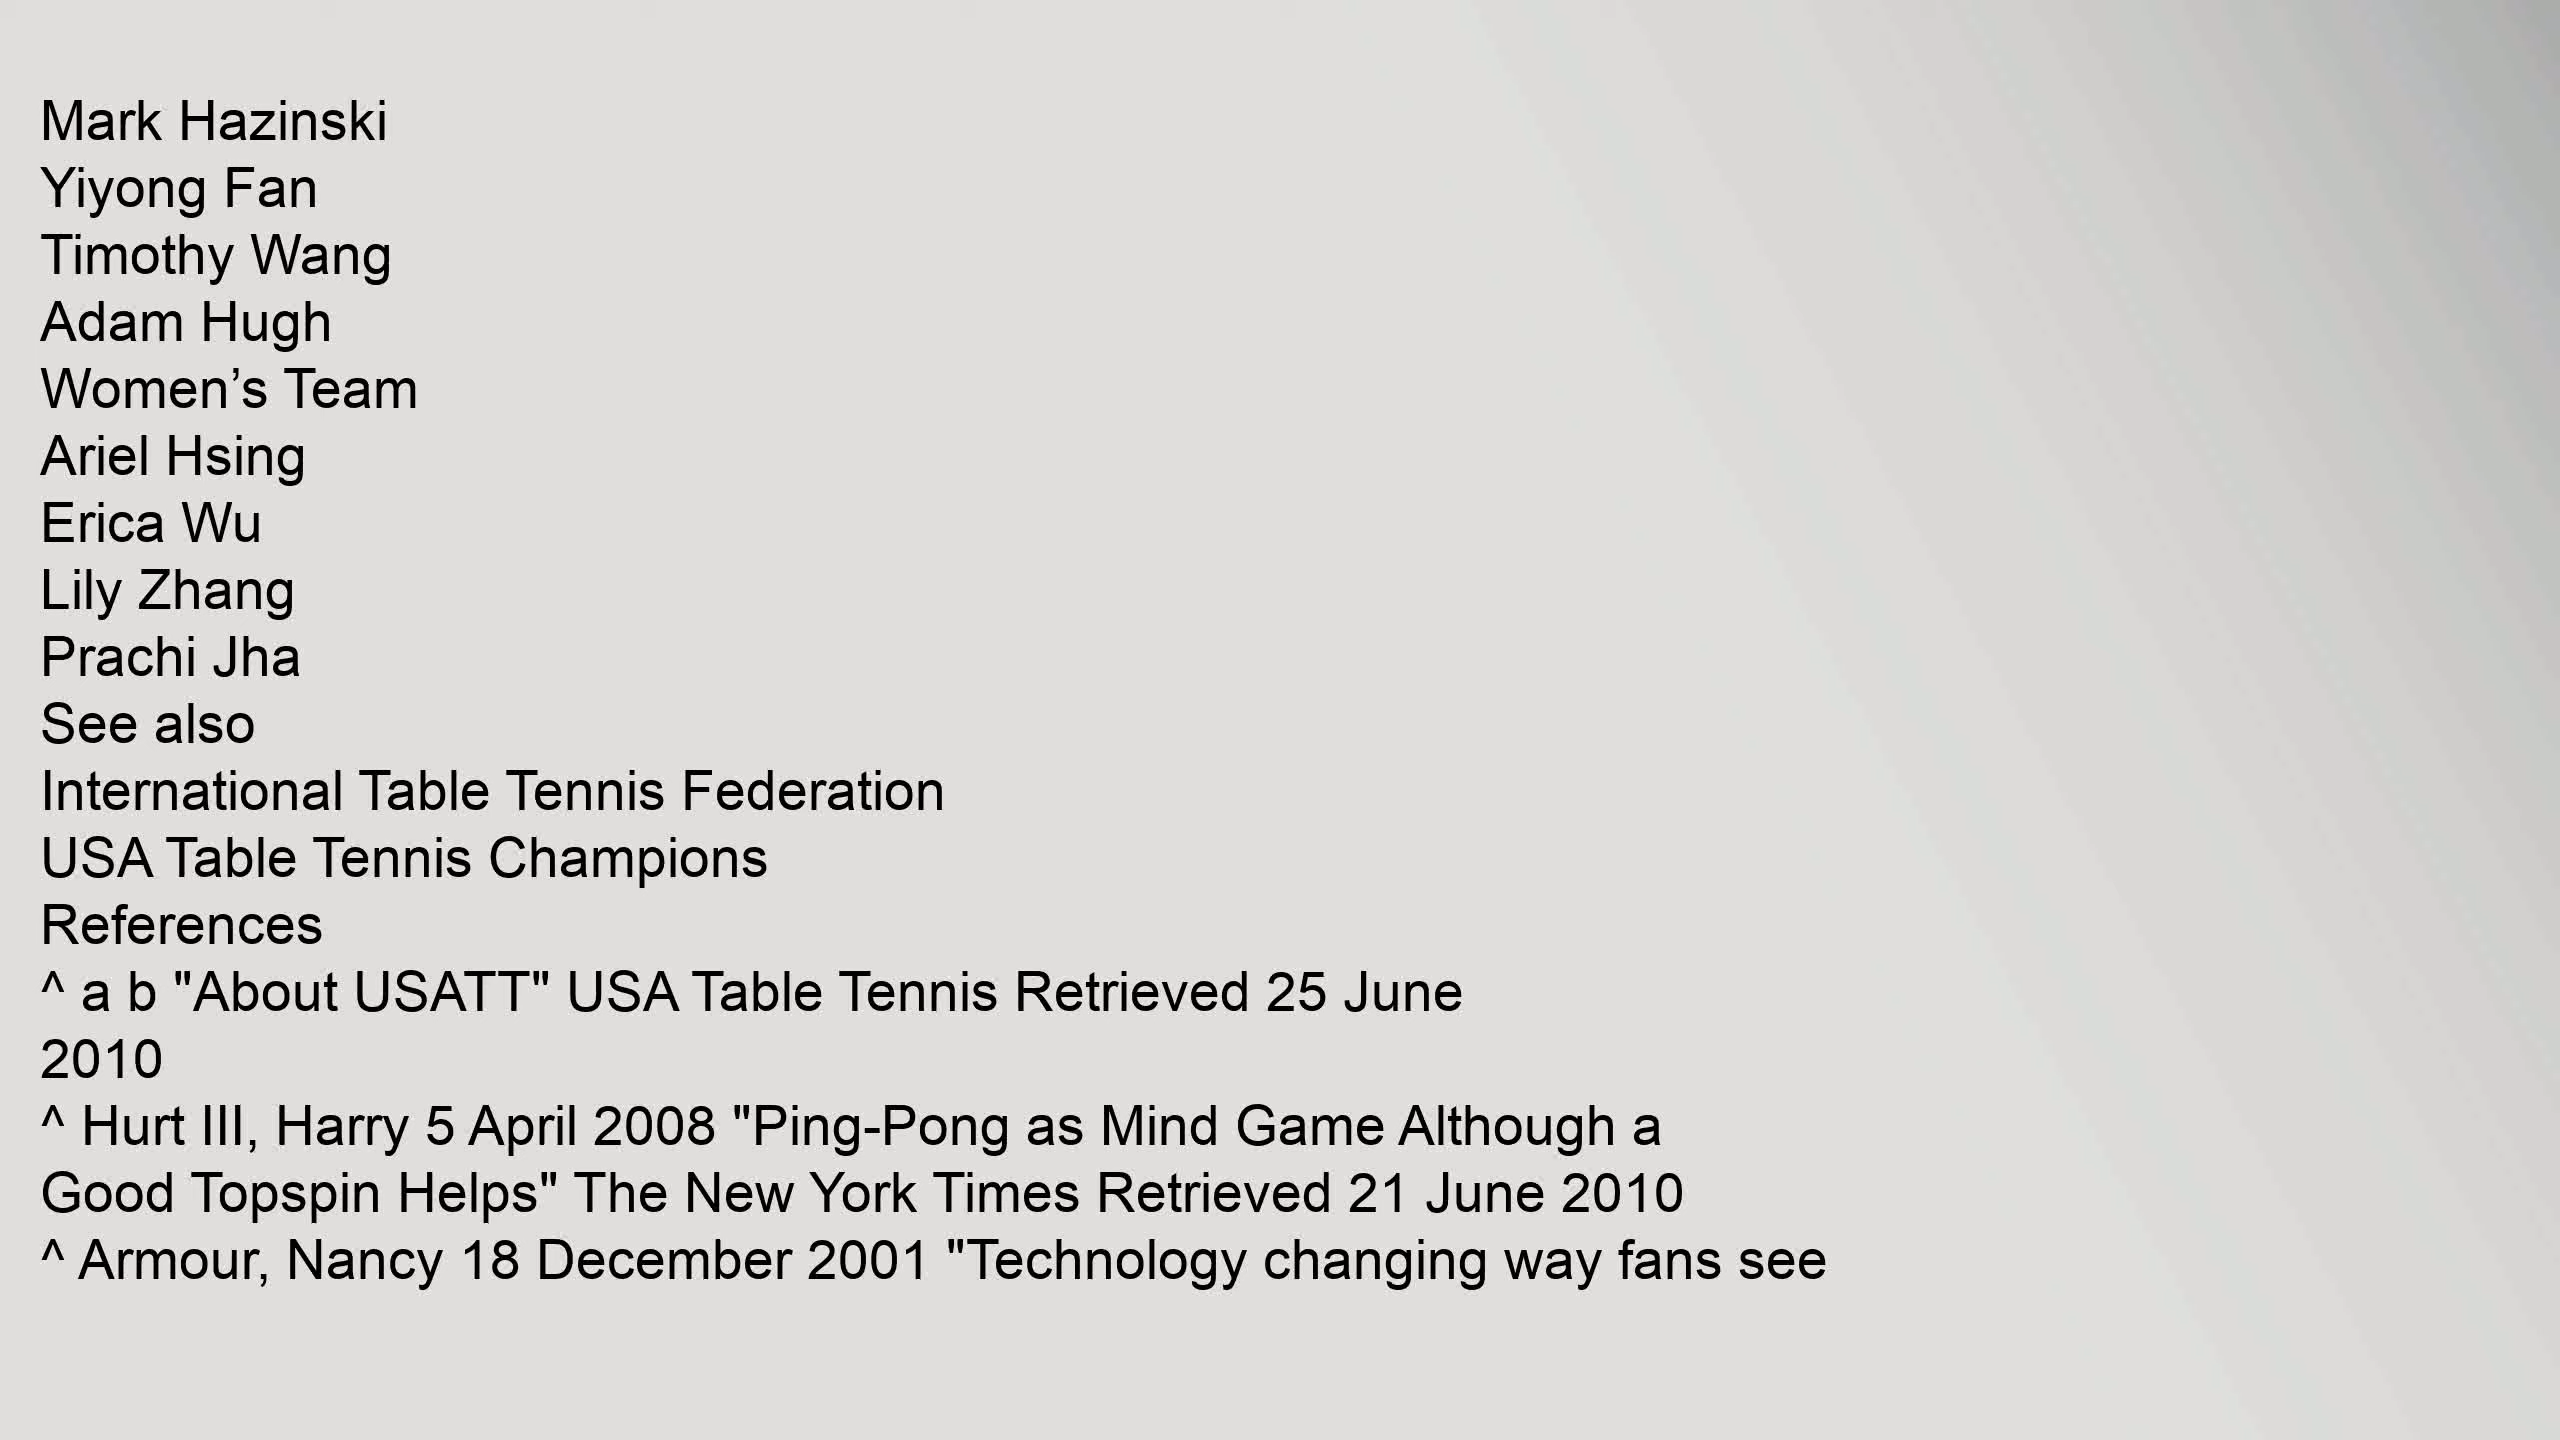 Mark Hazinski
Yiyong Fan
Timothy Wang
Adam Hugh
Women’s Team
Ariel Hsing
Erica Wu
Lily Zhang
Prachi Jha
See also
International Table Tennis Federation
USA Table Tennis Champions
References
^ a b "About USATT" USA Table Tennis Retrieved 25 June
2010
^ Hurt III, Harry 5 April 2008 "Ping-Pong as Mind Game Although a
Good Topspin Helps" The New York Times Retrieved 21 June 2010
^ Armour, Nancy 18 December 2001 "Technology changing way fans see